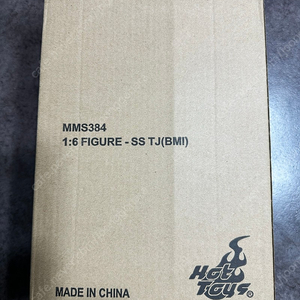 MMS384
1:6 FIGURE - SS TJ(BMI)
HOT
TOYS®
MADE IN CHINA